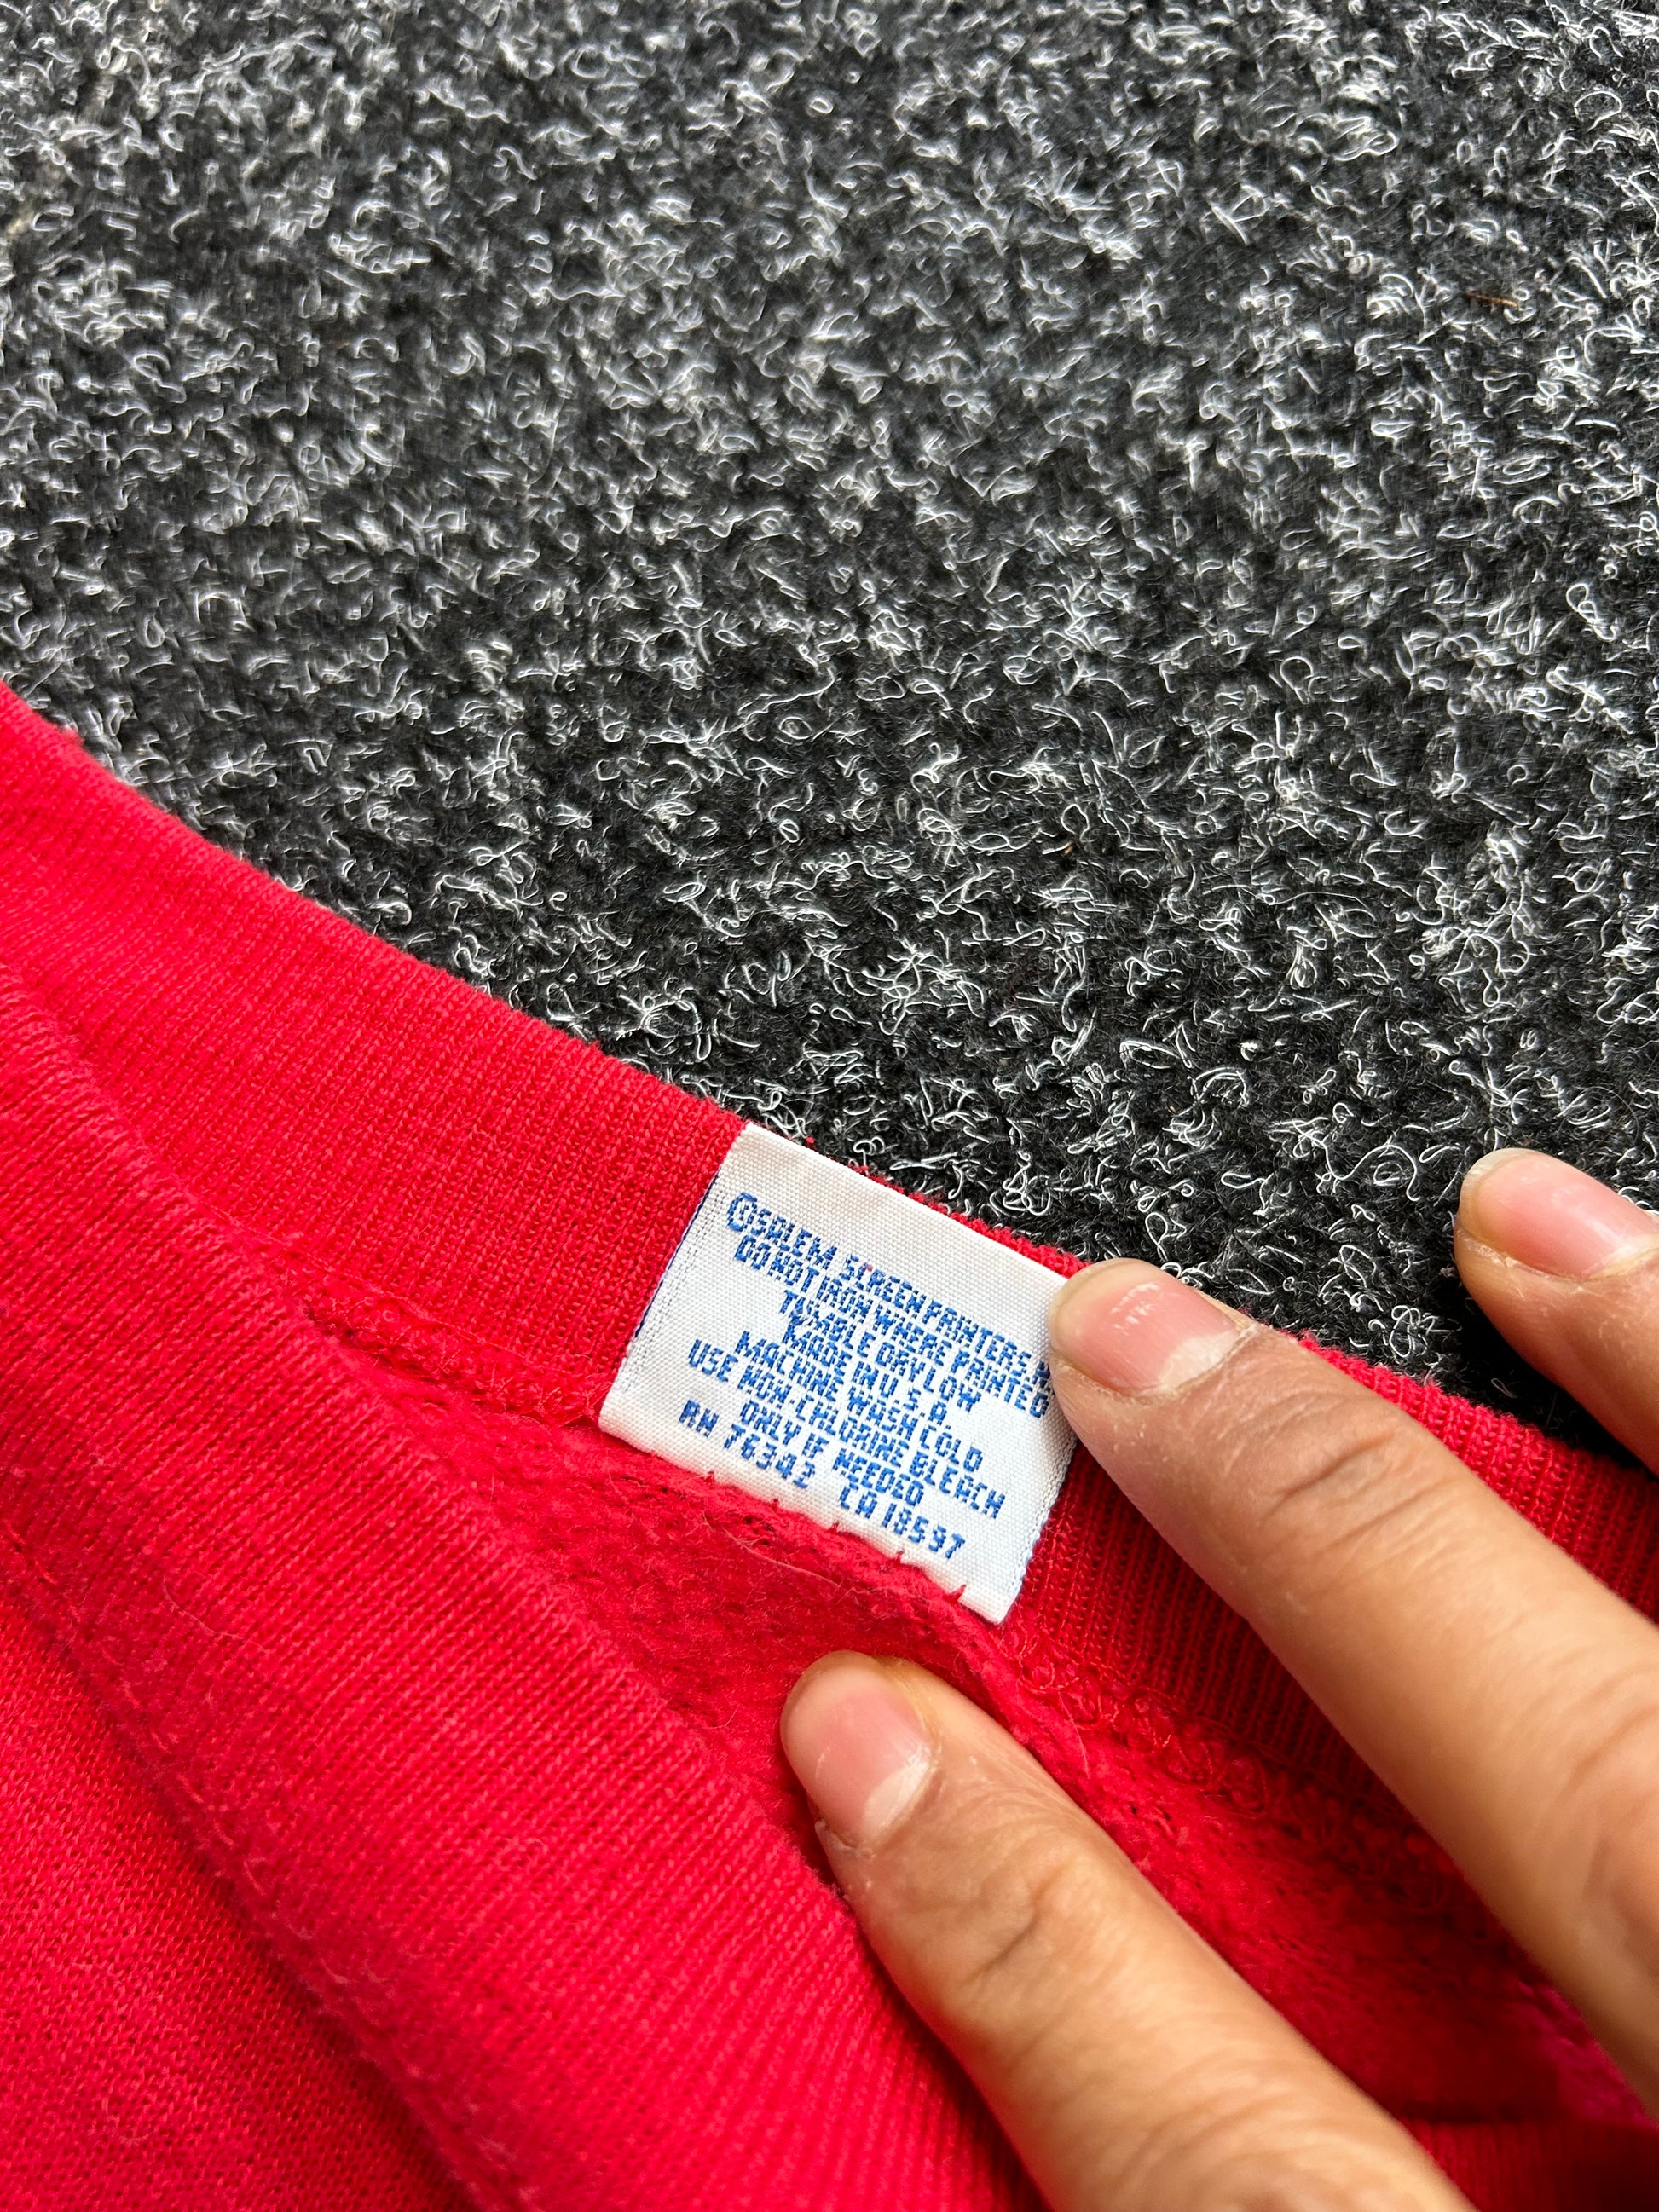 ©SALEM SCREEN PRINTERS
DO NOT IRON WHERE PRINTED
TUMBLE DRY LOW
MADE IN U.S.A.
MACHINE WASH COLD
USE NON-CHLORINE BLEACH
ONLY IF NEEDED
RN 76342 CA 18597